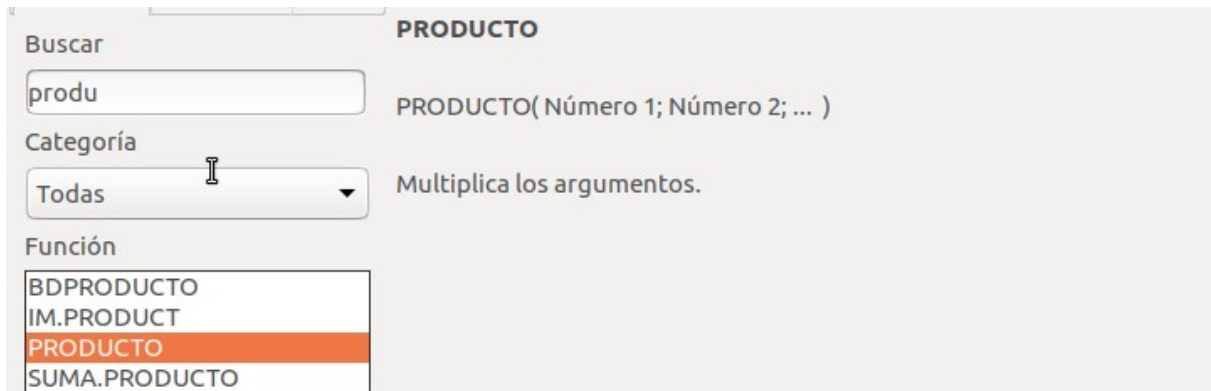 Buscar
produ
Categoría
Todas
Función
BDPRODUCTO
IM.PRODUCT
PRODUCTO
SUMA.PRODUCTO
PRODUCTO
PRODUCTO( Número 1; Número 2; ... )
Multiplica los argumentos.